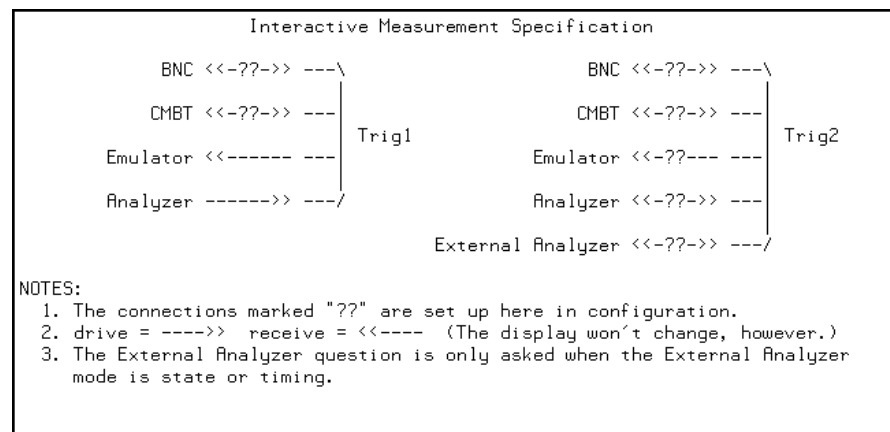 Interactive Measurement Specification
BNC <<-??->> ---\ BNC <<-??->> ---\
CMBT <<-??->> ---| CMBT <<-??->> ---|
Trig1 Trig2
Emulator <<------ ---| Emulator <<-??--- ---|
Analyzer ------>> ---/ Analyzer <<-??->> ---|
External Analyzer <<-??->> ---/
NOTES:
1. The connections marked "??" are set up here in configuration.
2. drive = ---->> receive = <<---- (The display won't change, however.)
3. The External Analyzer question is only asked when the External Analyzer
mode is state or timing.